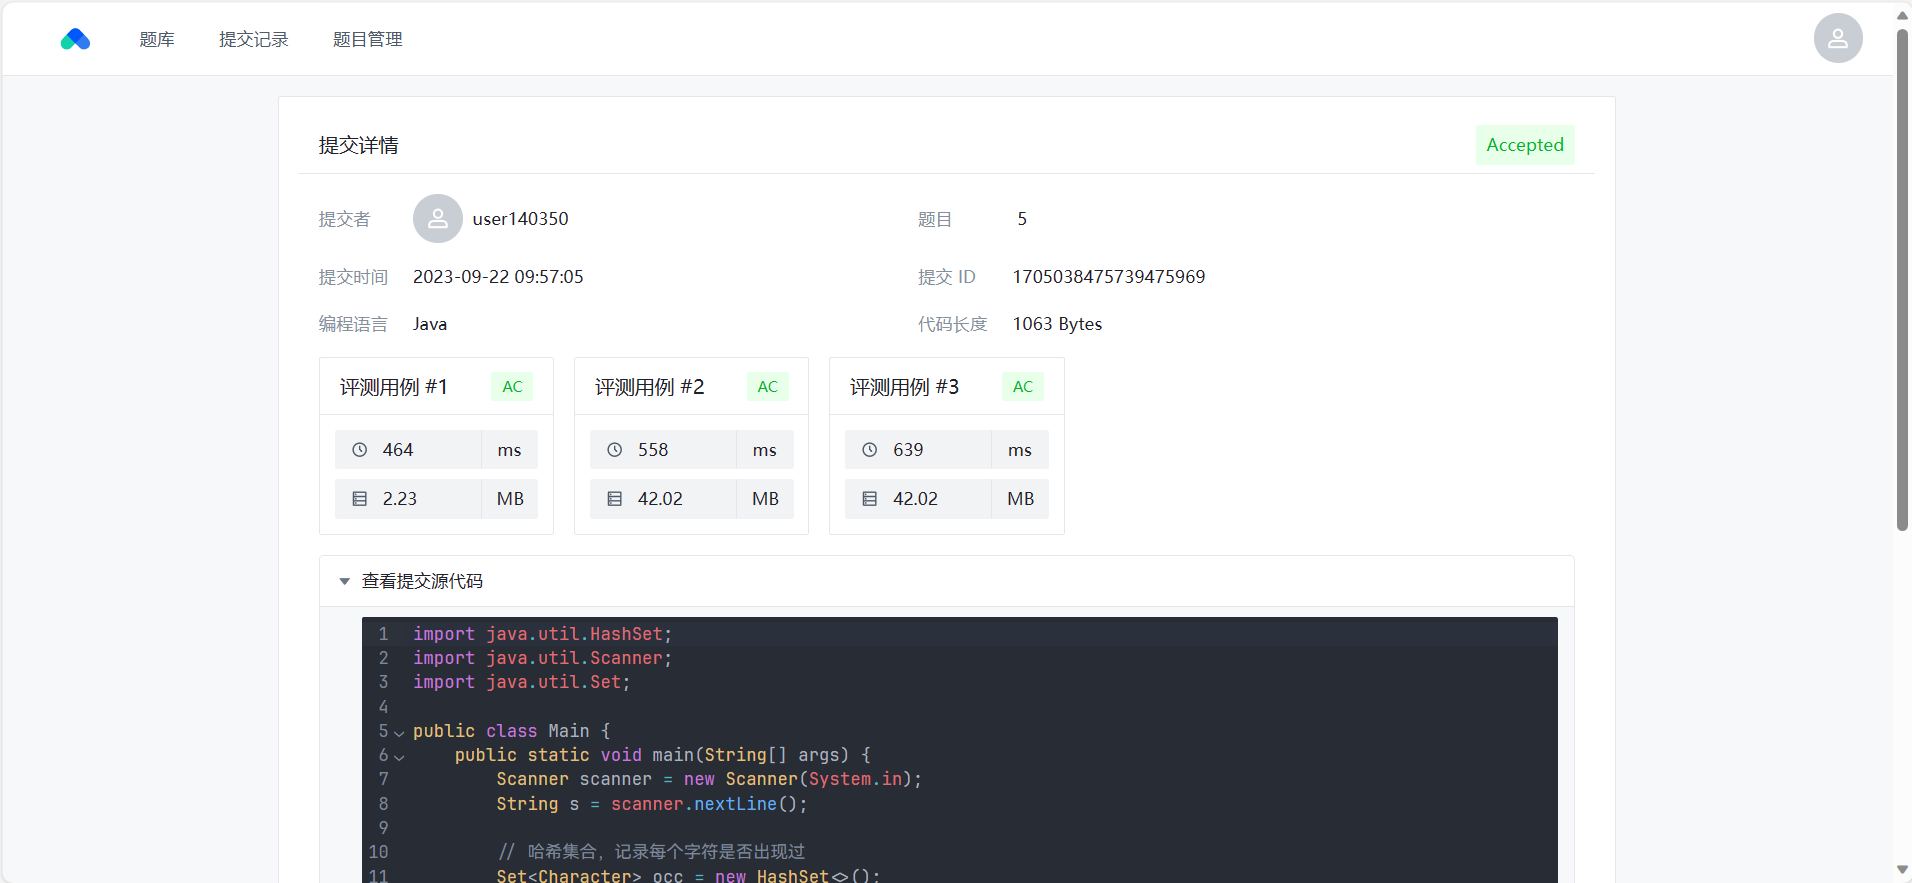 题库 提交记录 题目管理
提交详情 Accepted
提交者 user140350 题目 5
提交时间 2023-09-22 09:57:05 提交 ID 1705038475739475969
编程语言 Java 代码长度 1063 Bytes
评测用例 #1 AC 评测用例 #2 AC 评测用例 #3 AC
464 ms 558 ms 639 ms
2.23 MB 42.02 MB 42.02 MB
查看提交源代码
1 import java.util.HashSet;
2 import java.util.Scanner;
3 import java.util.Set;
4
5 public class Main {
6 public static void main(String[] args) {
7 Scanner scanner = new Scanner(System.in);
8 String s = scanner.nextLine();
9
10 // 哈希集合，记录每个字符是否出现过
11 Set<Character> occ = new HashSet<>();